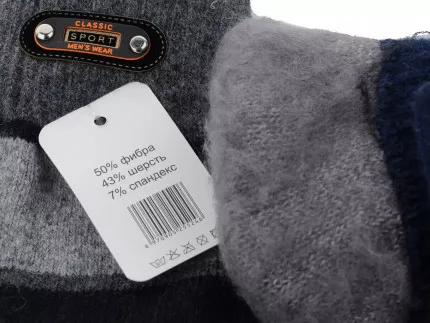 CLASSIC
SPORT
MEN'S WEAR
50% фибра
43% шерсть
7% спандекс